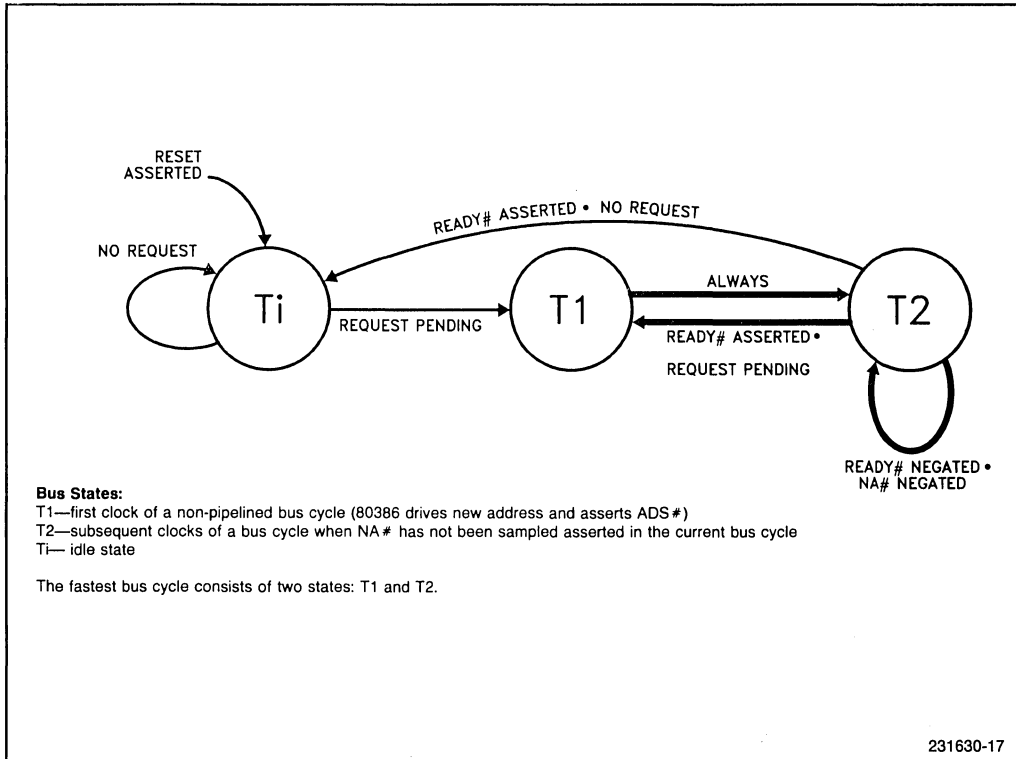 RESET
ASSERTED
READY# ASSERTED • NO REQUEST
NO REQUEST
Ti
T1
T2
ALWAYS
REQUEST PENDING
READY# ASSERTED •
REQUEST PENDING
READY# NEGATED •
NA# NEGATED
Bus States:
T1—first clock of a non-pipelined bus cycle (80386 drives new address and asserts ADS#)
T2—subsequent clocks of a bus cycle when NA# has not been sampled asserted in the current bus cycle
Ti— idle state
The fastest bus cycle consists of two states: T1 and T2.
231630-17